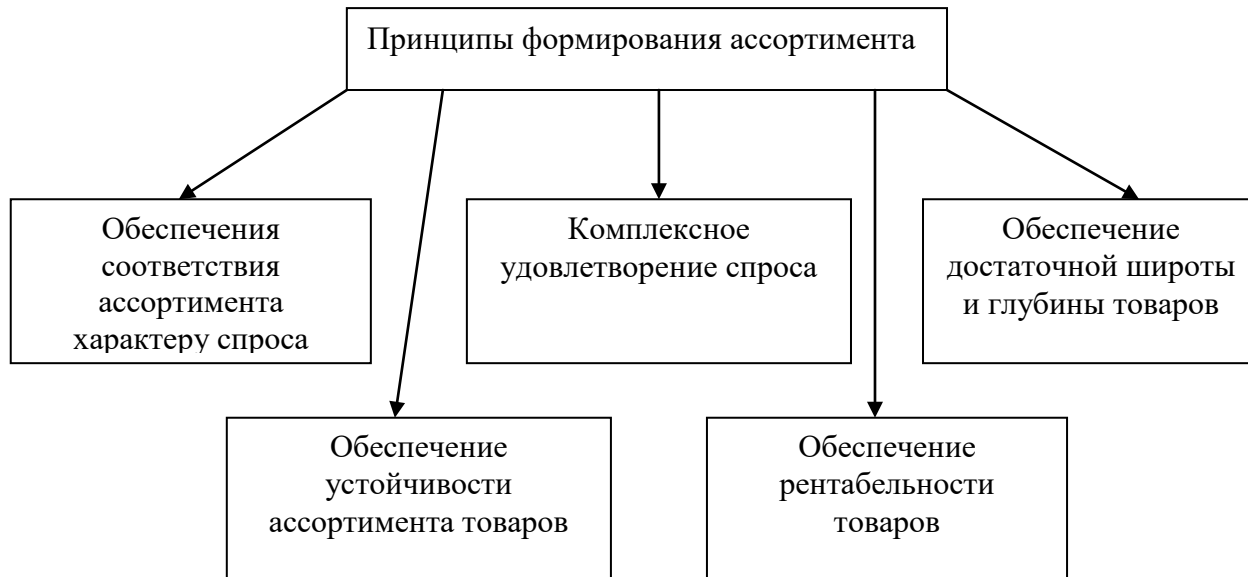 Принципы формирования ассортимента
Обеспечения
соответствия
ассортимента
характеру спроса
Комплексное
удовлетворение спроса
Обеспечение
достаточной широты
и глубины товаров
Обеспечение
устойчивости
ассортимента товаров
Обеспечение
рентабельности
товаров